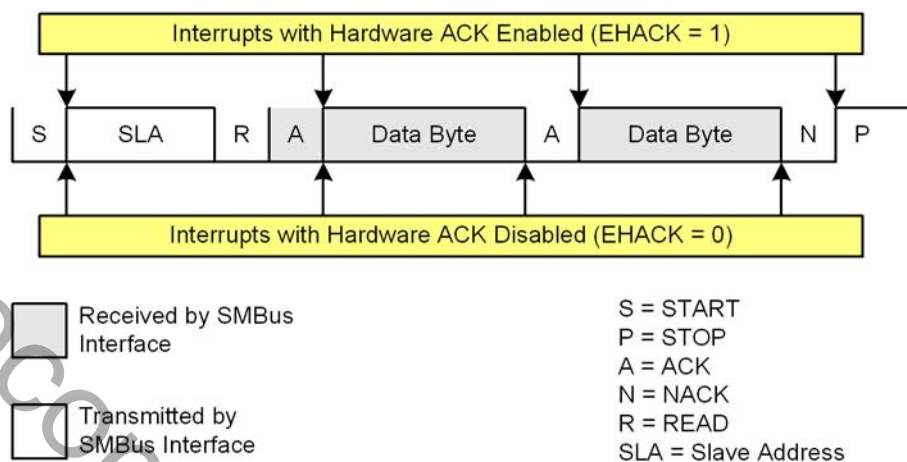 Interrupts with Hardware ACK Enabled (EHACK = 1)
S SLA R A Data Byte A Data Byte N P
Interrupts with Hardware ACK Disabled (EHACK = 0)
Received by SMBus
Interface
Transmitted by
SMBus Interface
S = START
P = STOP
A = ACK
N = NACK
R = READ
SLA = Slave Address